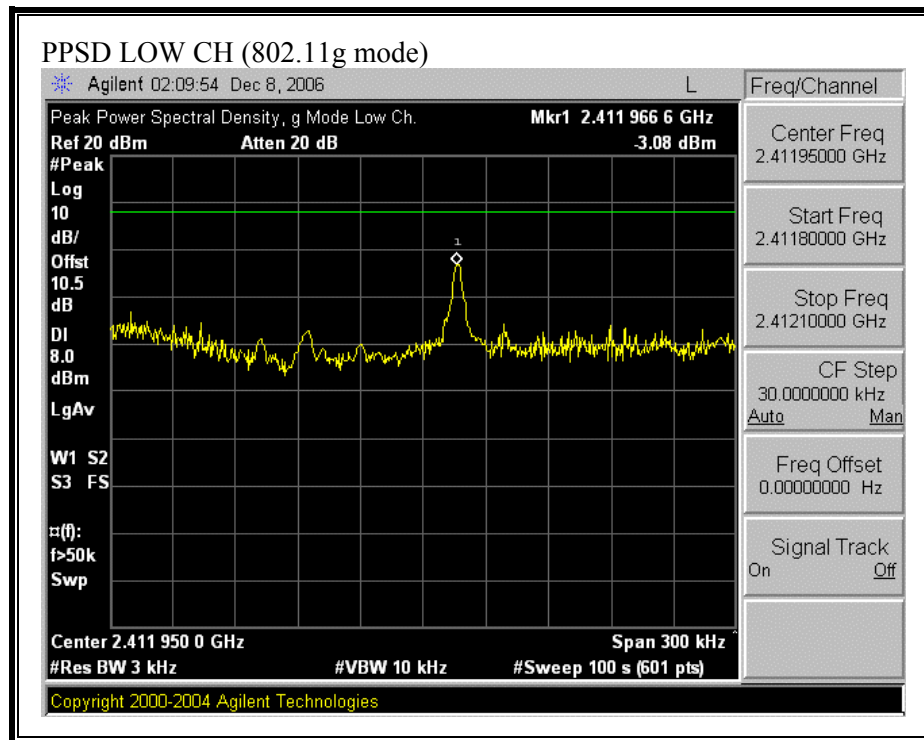 PPSD LOW CH (802.11g mode)
Agilent 02:09:54 Dec 8, 2006 L
Peak Power Spectral Density, g Mode Low Ch. Mkr1 2.411 966 6 GHz
Ref 20 dBm Atten 20 dB -3.08 dBm
#Peak
Log
10
dB/
Offst
10.5
dB
DI
8.0
dBm
LgAv
W1 S2
S3 FS
¤(f):
f>50k
Swp
1
Center 2.411 950 0 GHz Span 300 kHz ^
#Res BW 3 kHz #VBW 10 kHz #Sweep 100 s (601 pts)
Copyright 2000-2004 Agilent Technologies
Freq/Channel
Center Freq
2.41195000 GHz
Start Freq
2.41180000 GHz
Stop Freq
2.41210000 GHz
CF Step
30.0000000 kHz
Auto Man
Freq Offset
0.00000000 Hz
Signal Track
On Off